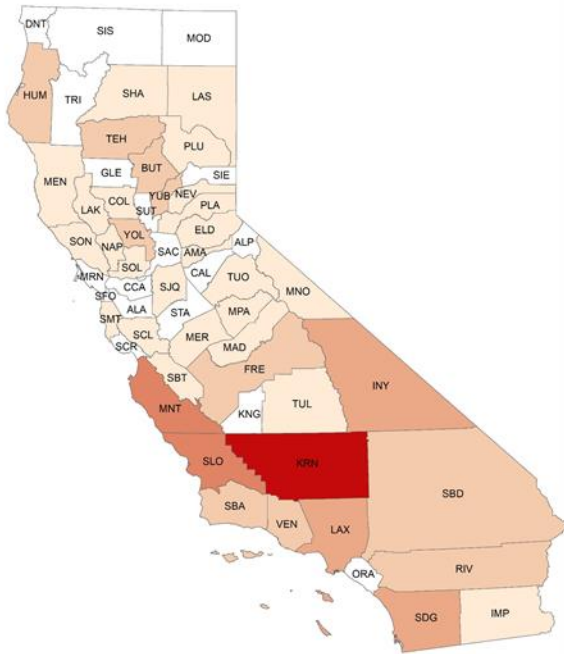 DNT
SIS
MOD
HUM
TRI
SHA
LAS
TEH
PLU
BUT
GLE
SIE
MEN
YUB
NEV
COL
SUT
LAK
PLA
YOL
ELD
SON
NAP
SAC
ALP
AMA
SOL
CAL
MRN
CCA
SJQ
TUO
MNO
SFO
ALA
STA
MPA
SMT
SCL
MER
MAD
SCR
FRE
SBT
INY
MNT
KNG
TUL
SLO
KRN
SBD
SBA
VEN
LAX
ORA
RIV
SDG
IMP